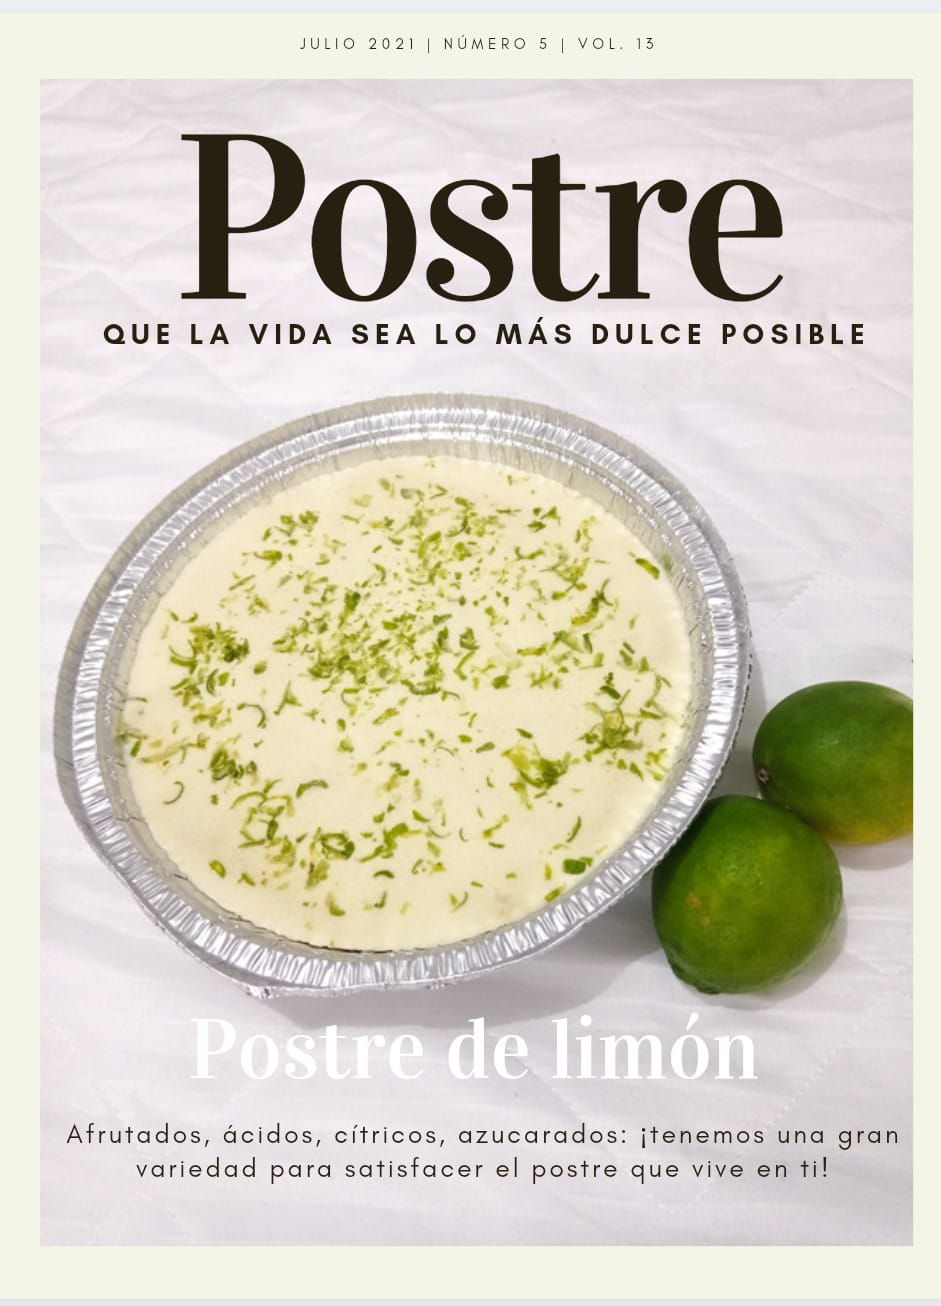 JULIO 2021 | NÚMERO 5 | VOL. 13
Postre
QUE LA VIDA SEA LO MÁS DULCE POSIBLE
Postre de limón
Afrutados, ácidos, cítricos, azucarados: ¡tenemos una gran
variedad para satisfacer el postre que vive en ti!